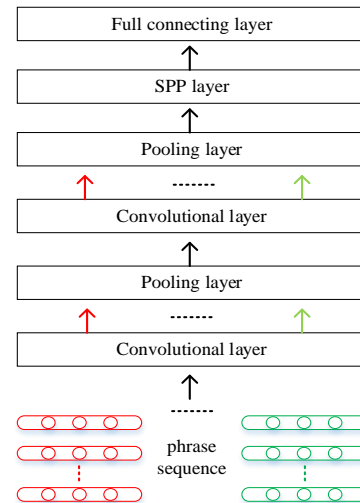 Full connecting layer
SPP layer
Pooling layer
Convolutional layer
Pooling layer
Convolutional layer
phrase
sequence